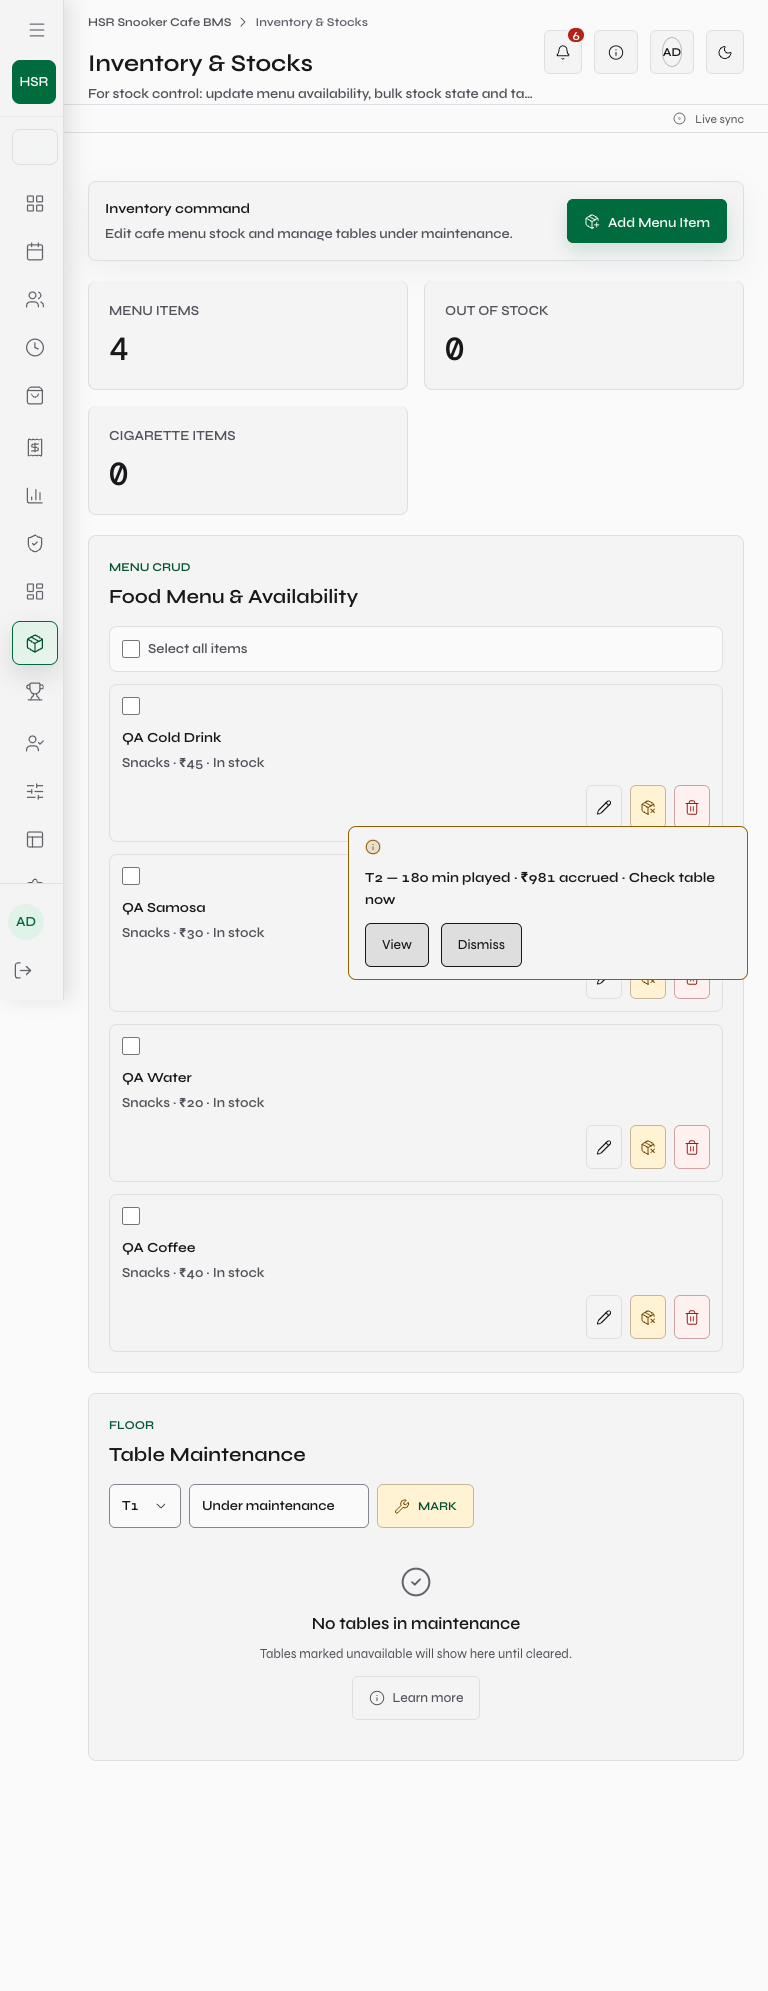 HSR Snooker Cafe BMS > Inventory & Stocks
6
AD
Inventory & Stocks
For stock control: update menu availability, bulk stock state and ta...
Live sync
HSR
Inventory command
Edit cafe menu stock and manage tables under maintenance.
Add Menu Item
MENU ITEMS
4
OUT OF STOCK
0
CIGARETTE ITEMS
0
MENU CRUD
Food Menu & Availability
Select all items
QA Cold Drink
Snacks · ₹45 · In stock
T2 — 180 min played · ₹981 accrued · Check table
now
View
Dismiss
QA Samosa
Snacks · ₹30 · In stock
AD
QA Water
Snacks · ₹20 · In stock
QA Coffee
Snacks · ₹40 · In stock
FLOOR
Table Maintenance
T1
Under maintenance
MARK
No tables in maintenance
Tables marked unavailable will show here until cleared.
Learn more